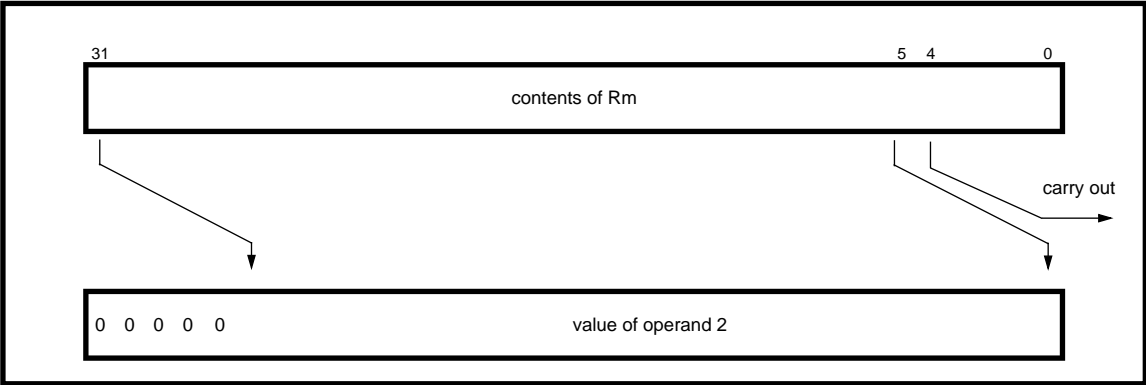 31 5 4 0
contents of Rm
carry out
0 0 0 0 0 value of operand 2